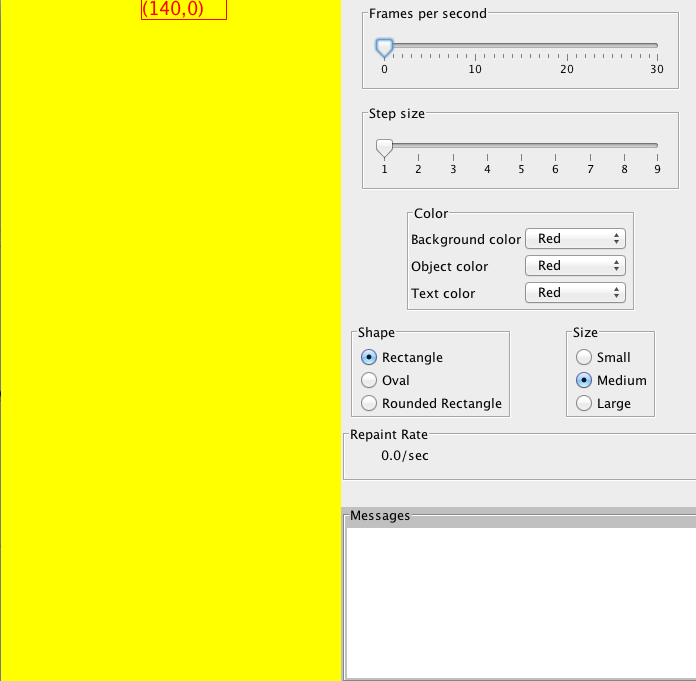 (140,0)
Frames per second
0 10 20 30
Step size
1 2 3 4 5 6 7 8 9
Color
Background color Red
Object color Red
Text color Red
Shape
Rectangle
Oval
Rounded Rectangle
Size
Small
Medium
Large
Repaint Rate
0.0/sec
Messages